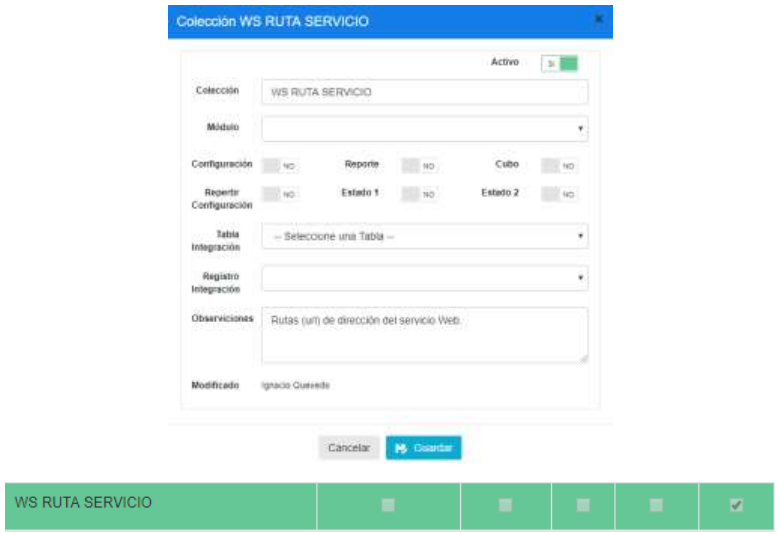 Colección WS RUTA SERVICIO
Activo SI
Colección WS RUTA SERVICIO
Módulo
Configuración NO Reporte NO Cubo NO
Repertir Configuración NO Estado 1 NO Estado 2 NO
Tabla Integración -- Seleccione una Tabla --
Registro Integración
Observiciones Rutas (url) de dirección del servicio Web.
Modificado Ignacio Quevedo
Cancelar Guardar
WS RUTA SERVICIO